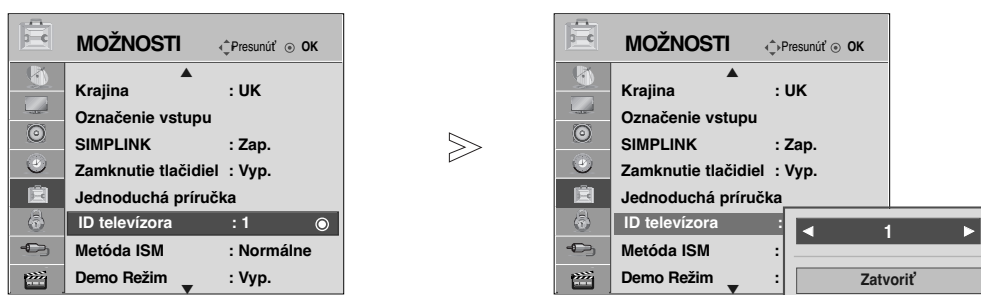 MOŽNOSTI Presunúť OK
Krajina : UK
Označenie vstupu
SIMPLINK : Zap.
Zamknutie tlačidiel : Vyp.
Jednoduchá príručka
ID televízora : 1
Metóda ISM : Normálne
Demo Režim : Vyp.
MOŽNOSTI Presunúť OK
Krajina : UK
Označenie vstupu
SIMPLINK : Zap.
Zamknutie tlačidiel : Vyp.
Jednoduchá príručka
ID televízora :
Metóda ISM :
Demo Režim :
1
Zatvoriť